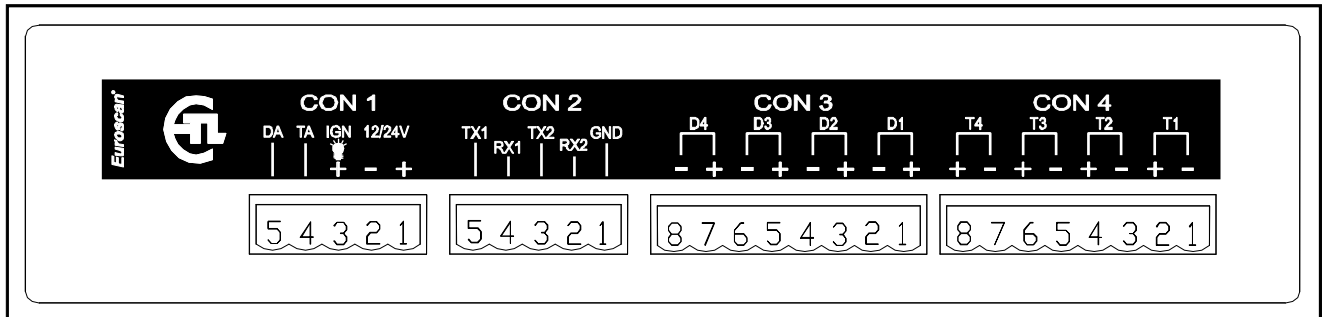 Euroscan®
ETL
CON 1 CON 2 CON 3 CON 4
DA TA IGN 12/24V TX1 RX1 TX2 RX2 GND D4 D3 D2 D1 T4 T3 T2 T1
+ - + - + - + - + - + + - + - + - + -
5 4 3 2 1 5 4 3 2 1 8 7 6 5 4 3 2 1 8 7 6 5 4 3 2 1